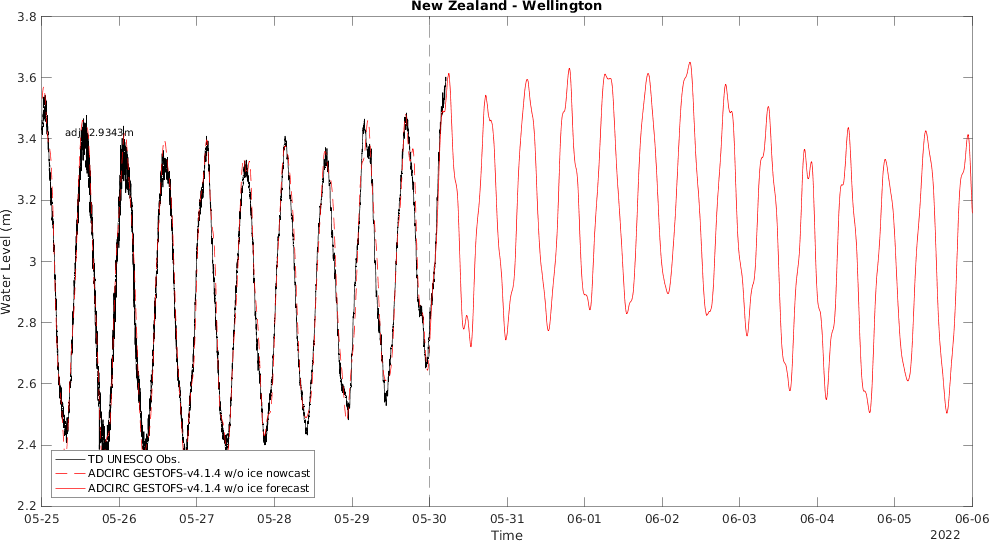 New Zealand - Wellington
3.8
3.6
3.4
3.2
3
2.8
2.6
2.4
2.2
Water Level (m)
TD UNESCO Obs.
ADCIRC GESTOFS-v4.1.4 w/o ice nowcast
ADCIRC GESTOFS-v4.1.4 w/o ice forecast
05-25 05-26 05-27 05-28 05-29 05-30 05-31 06-01 06-02 06-03 06-04 06-05 06-06
Time
2022